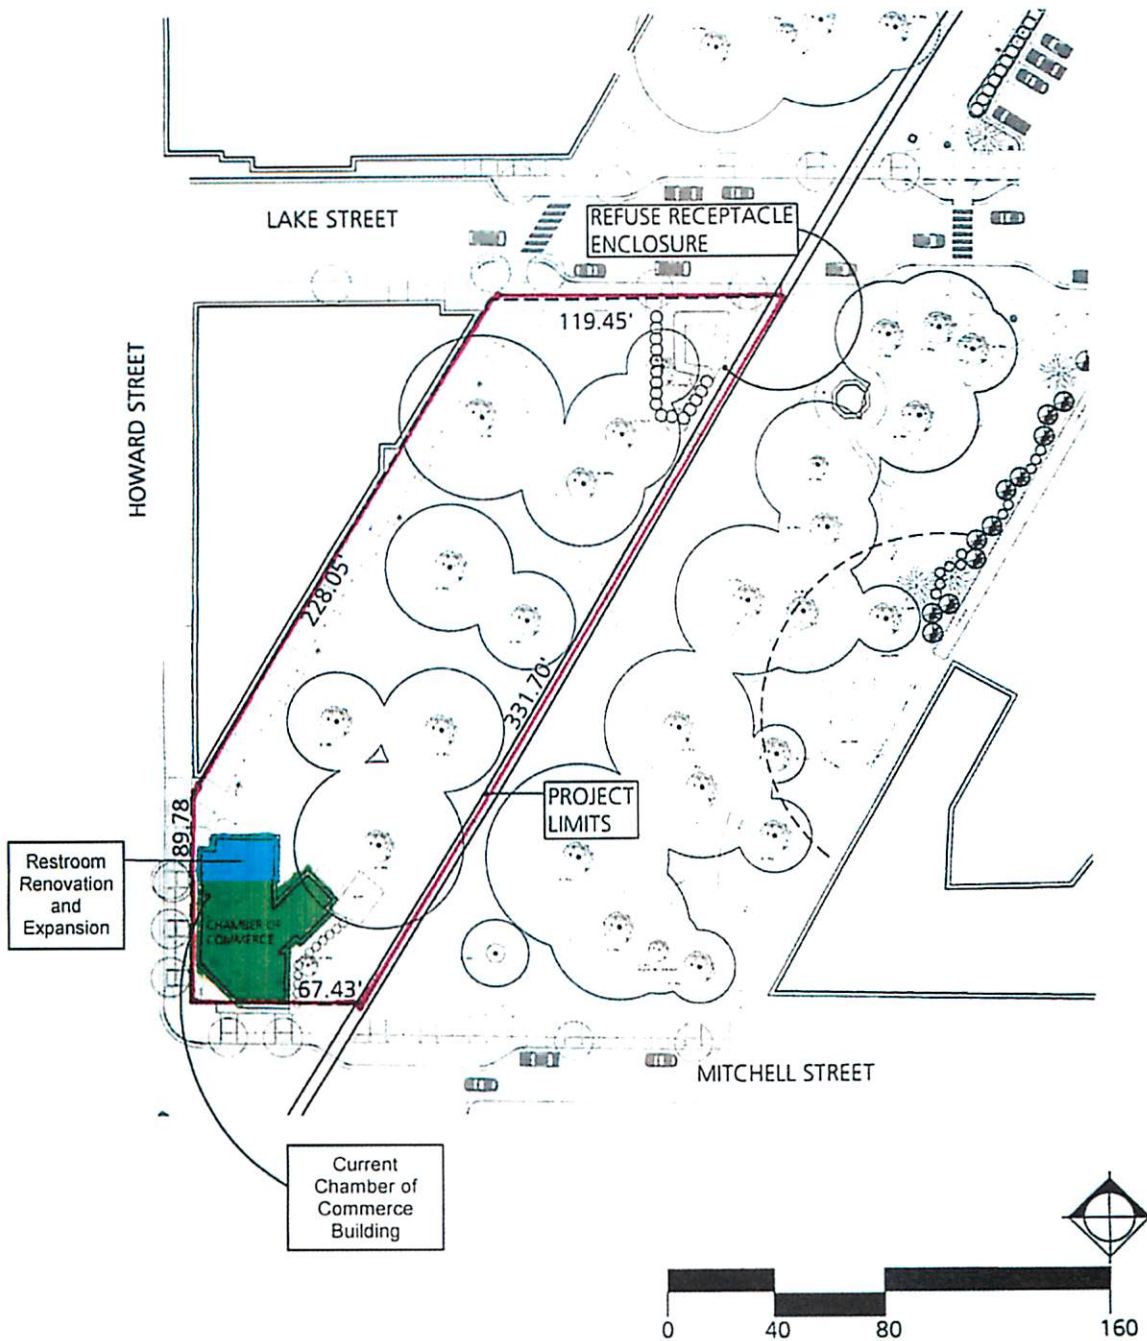 LAKE STREET
REFUSE RECEPTACLE
ENCLOSURE
119.45'
HOWARD STREET
228.05'
331.70'
PROJECT
LIMITS
89.78
Restroom
Renovation
and
Expansion
CHAMBER OF
COMMERCE
67.43'
MITCHELL STREET
Current
Chamber of
Commerce
Building
0 40 80 160